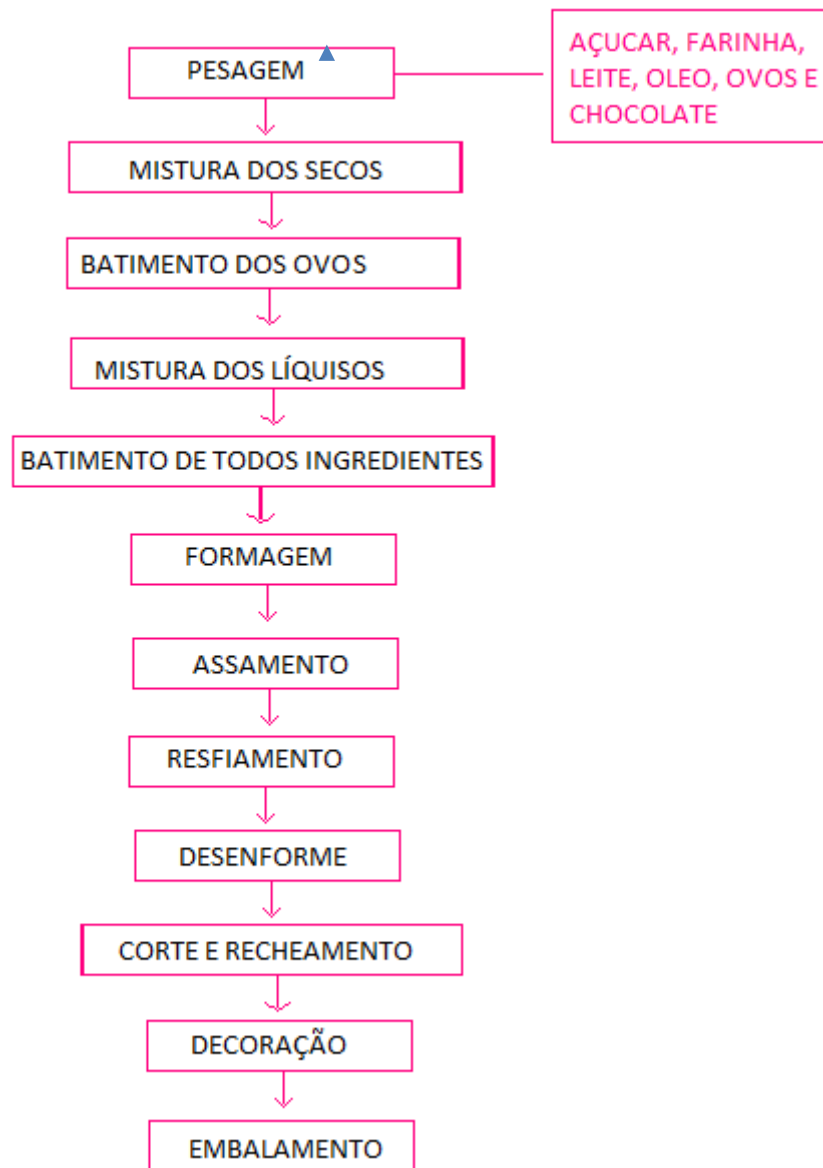 PESAGEM
AÇUCAR, FARINHA,
LEITE, OLEO, OVOS E
CHOCOLATE
MISTURA DOS SECOS
BATIMENTO DOS OVOS
MISTURA DOS LÍQUISOS
BATIMENTO DE TODOS INGREDIENTES
FORMAGEM
ASSAMENTO
RESFIAMENTO
DESENFORME
CORTE E RECHEAMENTO
DECORAÇÃO
EMBALAMENTO